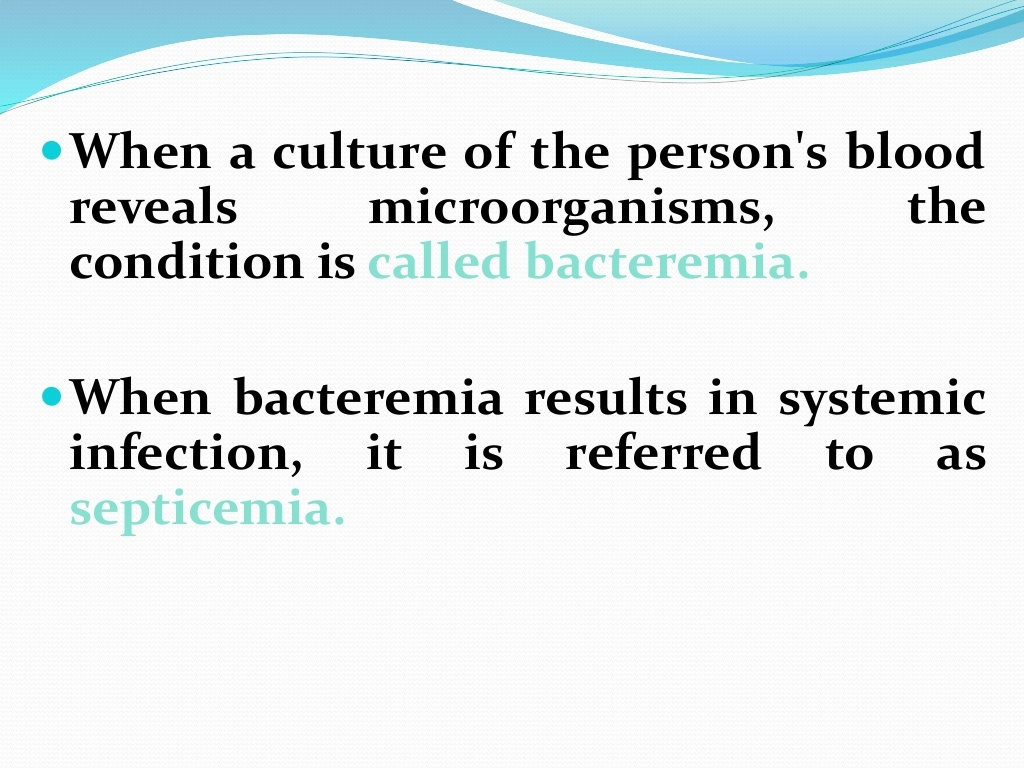 When a culture of the person's blood
reveals microorganisms, the
condition is called bacteremia.
When bacteremia results in systemic
infection, it is referred to as
septicemia.